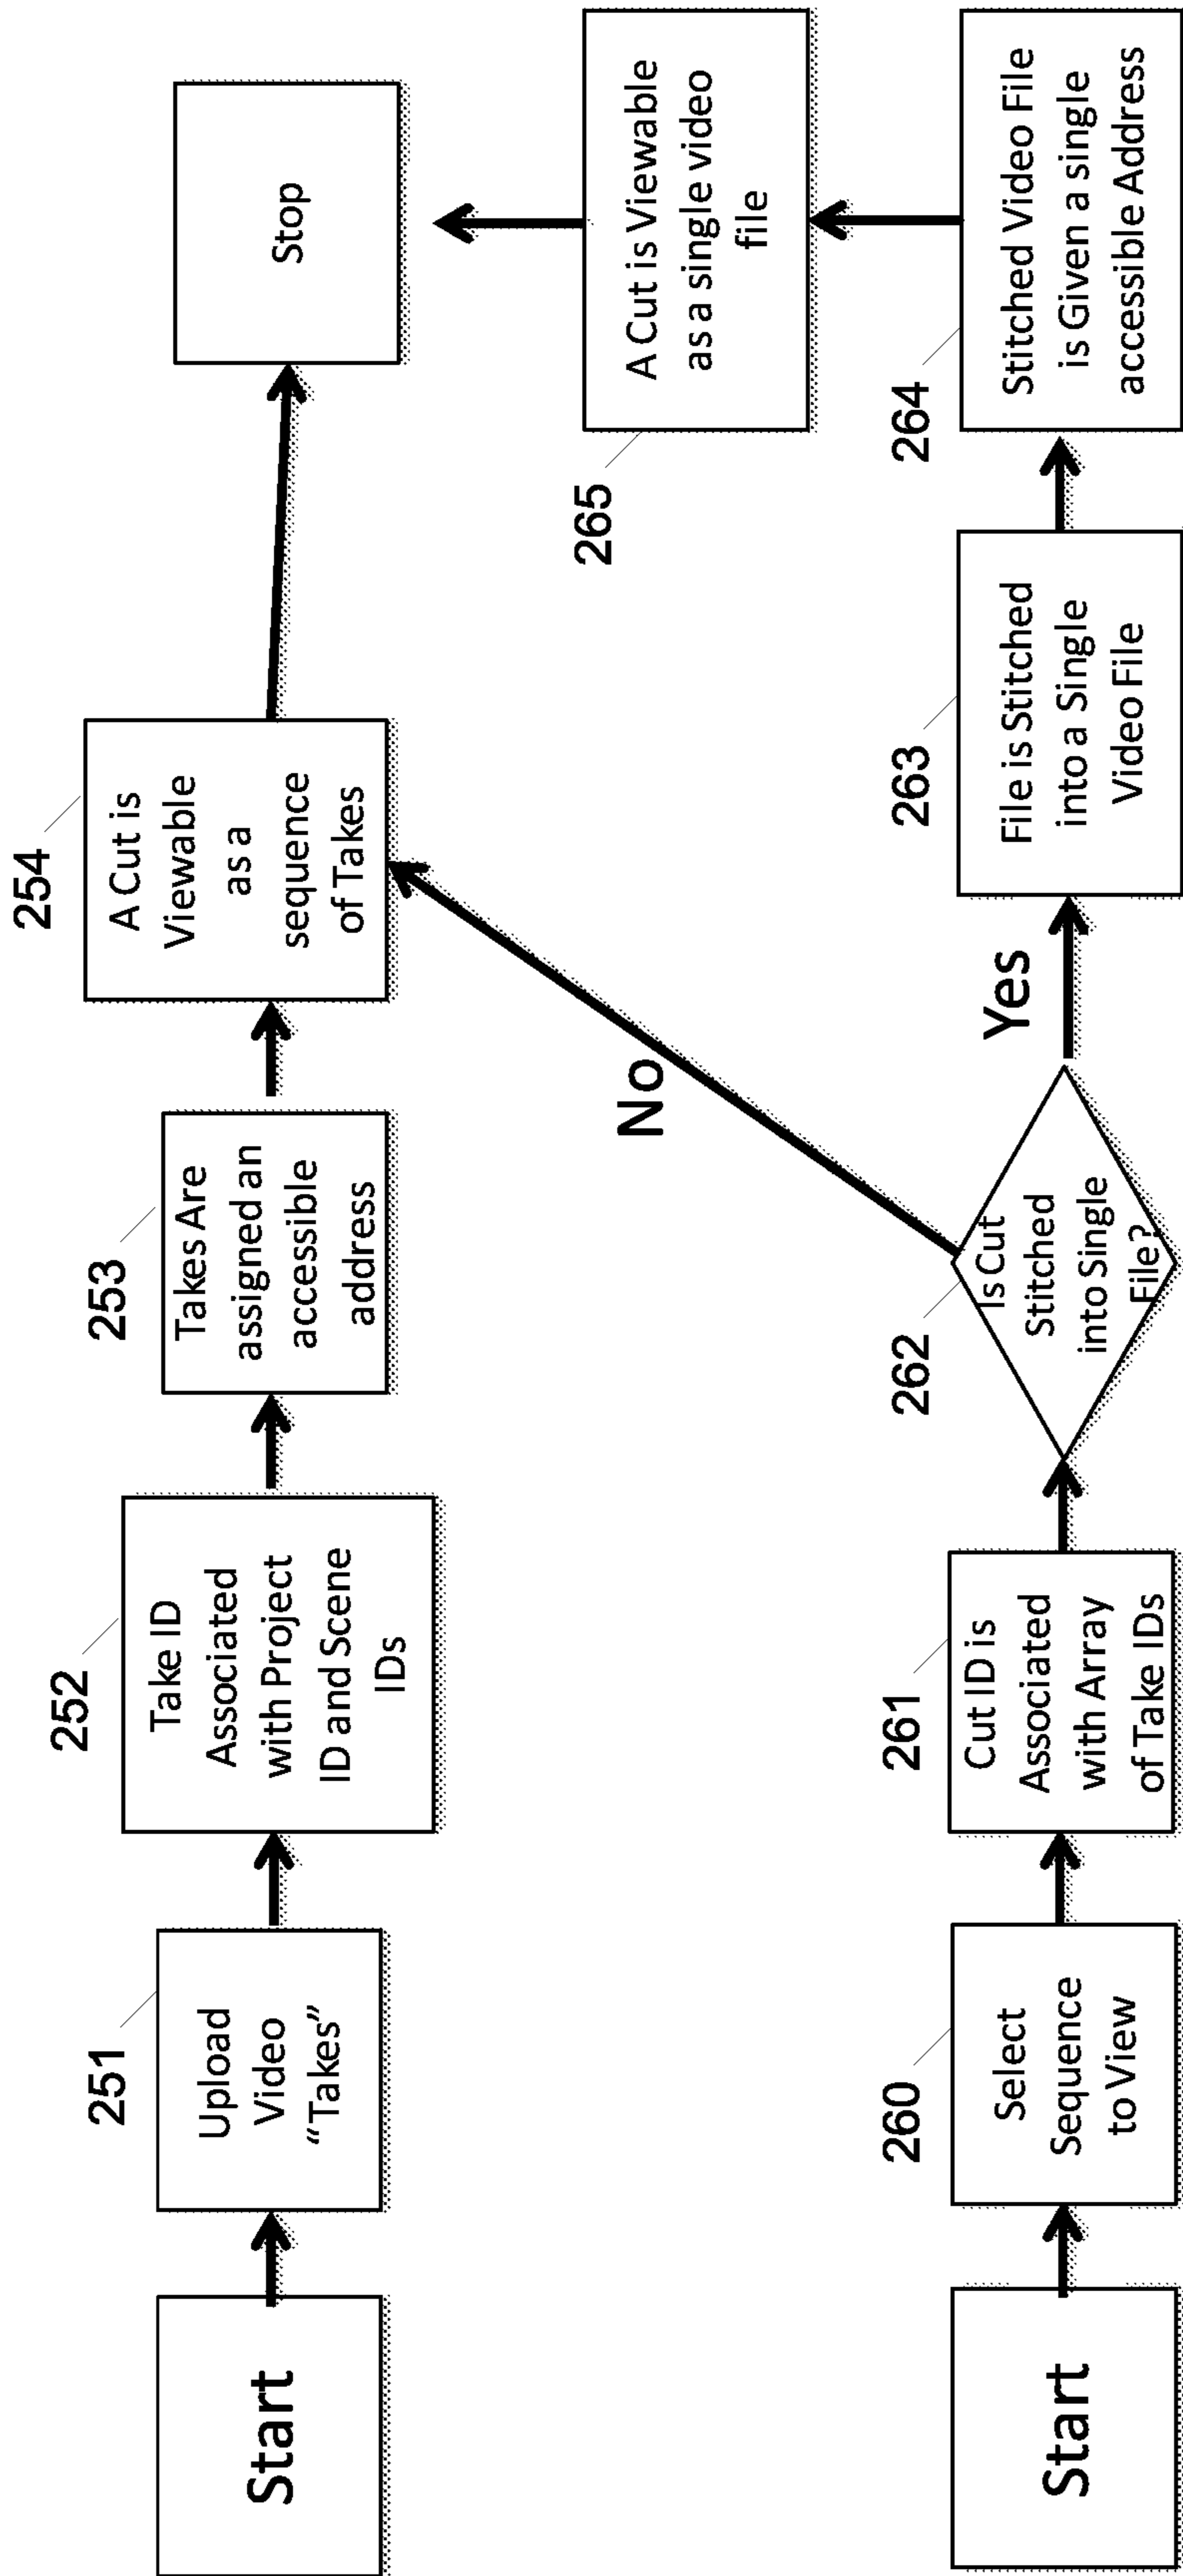 Start
251
Upload
Video
“Takes”
252
Take ID
Associated
with Project
ID and Scene
IDs
253
Takes Are
assigned an
accessible
address
254
A Cut is
Viewable
as a
sequence
of Takes
Stop
Start
260
Select
Sequence
to View
261
Cut ID is
Associated
with Array
of Take IDs
262
Is Cut
Stitched
into Single
File?
No
Yes
263
File is Stitched
into a Single
Video File
264
Stitched Video File
is Given a single
accessible Address
265
A Cut is Viewable
as a single video
file